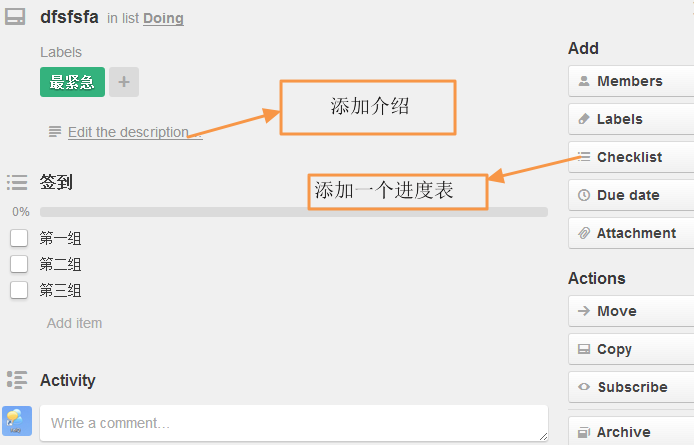 dfsfsfa in list Doing
Labels
最紧急 +
Edit the description...
添加介绍
签到
添加一个进度表
0%
第一组
第二组
第三组
Add item
Activity
Write a comment…
Add
Members
Labels
Checklist
Due date
Attachment
Actions
Move
Copy
Subscribe
Archive